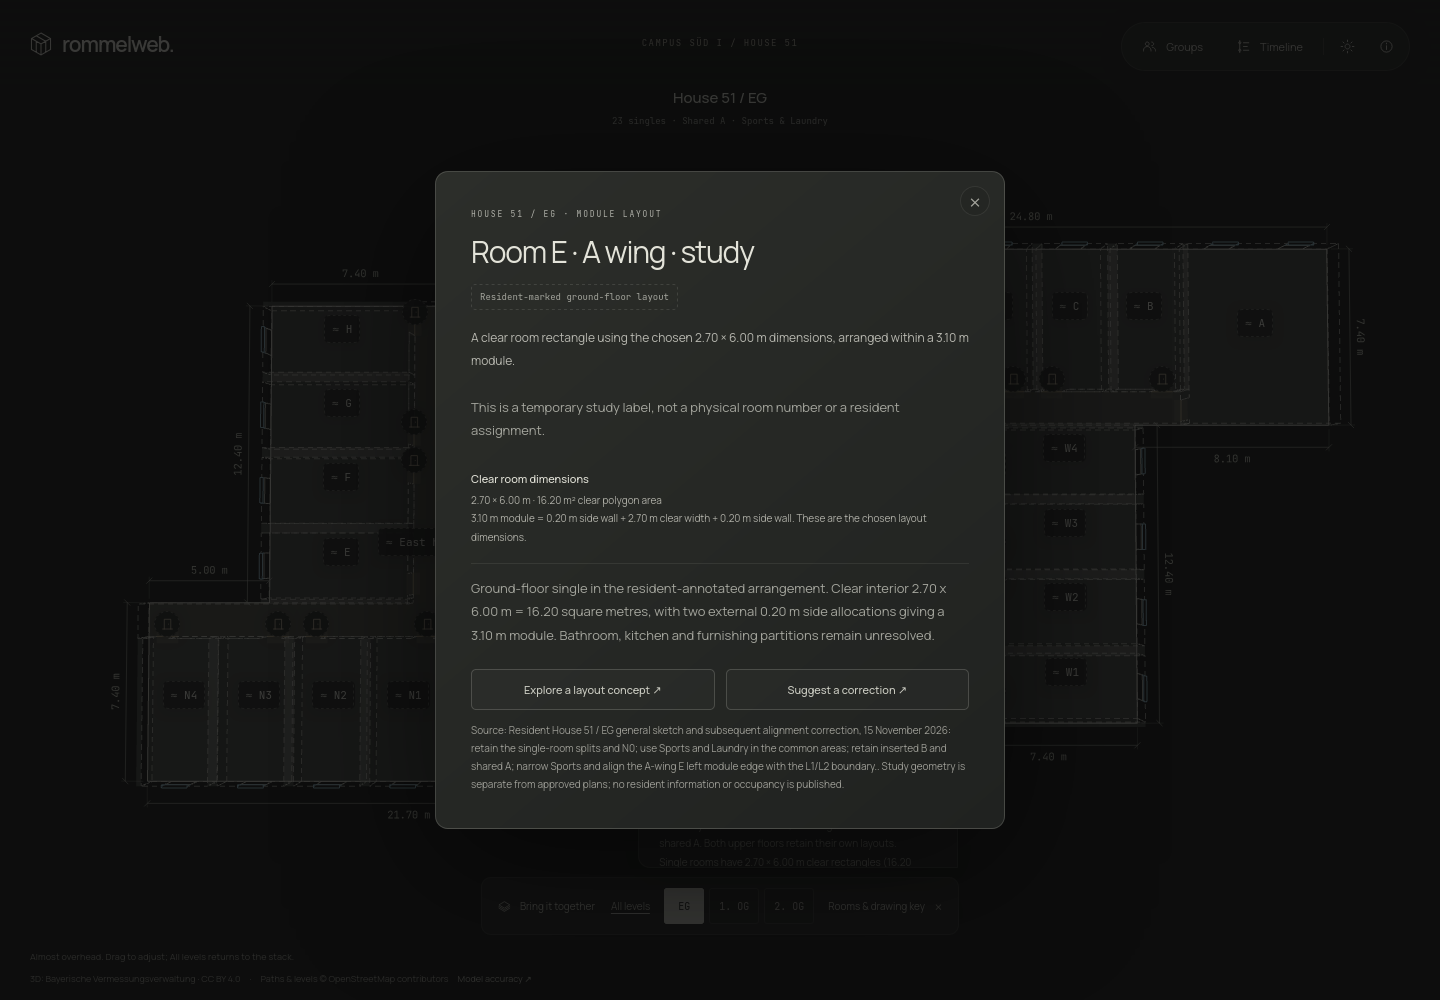 rommelweb.
CAMPUS SÜD I / HOUSE 51
Groups
Timeline
House 51 / EG
23 singles · Shared A · Sports & Laundry
HOUSE 51 / EG · MODULE LAYOUT
Room E · A wing · study
Resident-marked ground-floor layout
A clear room rectangle using the chosen 2.70 × 6.00 m dimensions, arranged within a 3.10 m
module.
This is a temporary study label, not a physical room number or a resident
assignment.
Clear room dimensions
2.70 × 6.00 m · 16.20 m² clear polygon area
3.10 m module = 0.20 m side wall + 2.70 m clear width + 0.20 m side wall. These are the chosen layout
dimensions.
Ground-floor single in the resident-annotated arrangement. Clear interior 2.70 x
6.00 m = 16.20 square metres, with two external 0.20 m side allocations giving a
3.10 m module. Bathroom, kitchen and furnishing partitions remain unresolved.
Explore a layout concept ↗
Suggest a correction ↗
Source: Resident House 51 / EG general sketch and subsequent alignment correction, 15 November 2026:
retain the single-room splits and N0; use Sports and Laundry in the common areas; retain inserted B and
shared A; narrow Sports and align the A-wing E left module edge with the L1/L2 boundary.. Study geometry is
separate from approved plans; no resident information or occupancy is published.
7.40 m
≈ H
≈ G
12.40 m
≈ F
≈ E
≈ East
5.00 m
7.40 m
≈ N4
≈ N3
≈ N2
≈ N1
21.70 m
24.80 m
≈ C
≈ B
≈ A
7.40 m
8.10 m
≈ W4
≈ W3
≈ W2
≈ W1
12.40 m
7.40 m
shared A. Both upper floors retain their own layouts.
Single rooms have 2.70 × 6.00 m clear rectangles (16.20
Bring it together
All levels
EG
1. OG
2. OG
Rooms & drawing key
×
Almost overhead. Drag to adjust. All levels returns to the stack.
3D: Bayerische Vermessungsverwaltung · CC BY 4.0
Paths & levels © OpenStreetMap contributors
Model accuracy ↗